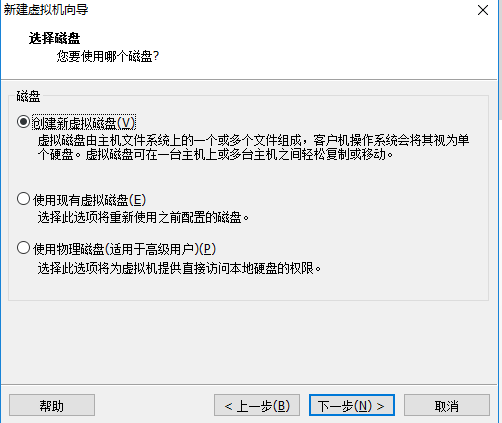 新建虚拟机向导
选择磁盘
您要使用哪个磁盘?
磁盘
创建新虚拟磁盘(V)
虚拟磁盘由主机文件系统上的一个或多个文件组成，客户机操作系统会将其视为单
个硬盘。虚拟磁盘可在一台主机上或多台主机之间轻松复制或移动。
使用现有虚拟磁盘(E)
选择此选项将重新使用之前配置的磁盘。
使用物理磁盘(适用于高级用户)(P)
选择此选项将为虚拟机提供直接访问本地硬盘的权限。
帮助
< 上一步(B)
下一步(N) >
取消